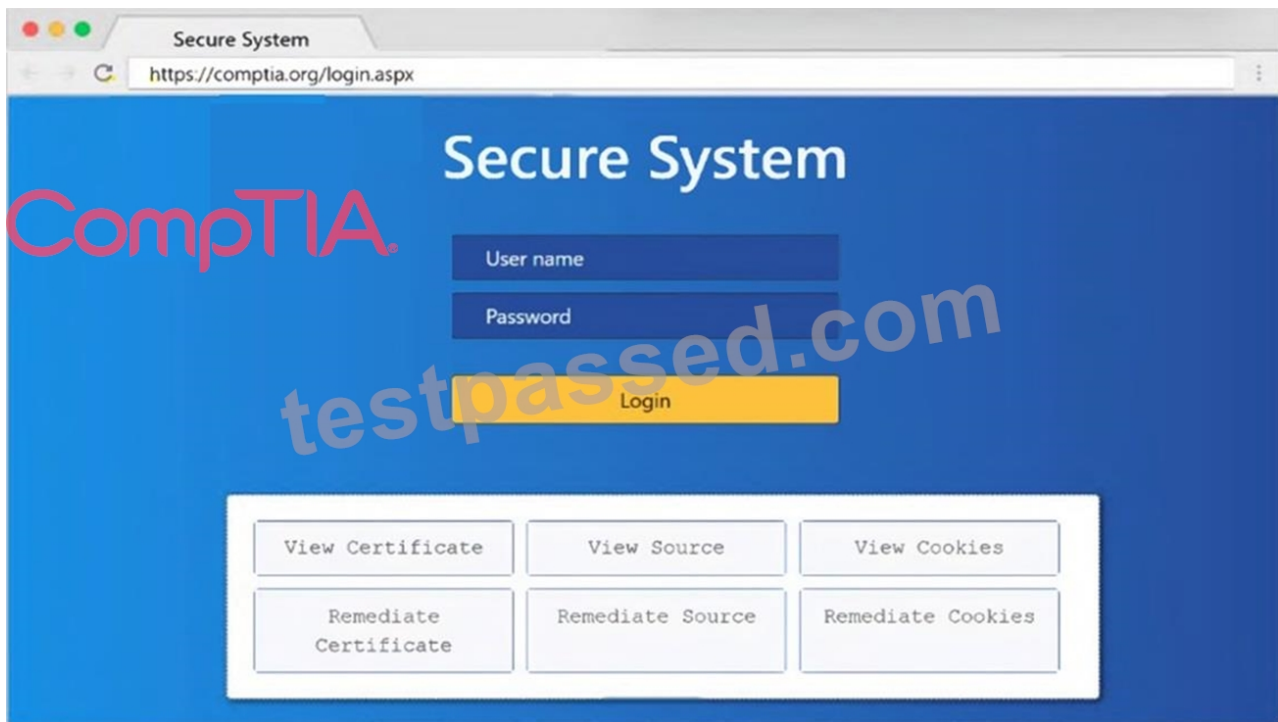 Secure System
https://comptia.org/login.aspx
Secure System
CompTIA®
User name
Password
testpassed.com
Login
View Certificate
View Source
View Cookies
Remediate
Certificate
Remediate Source
Remediate Cookies